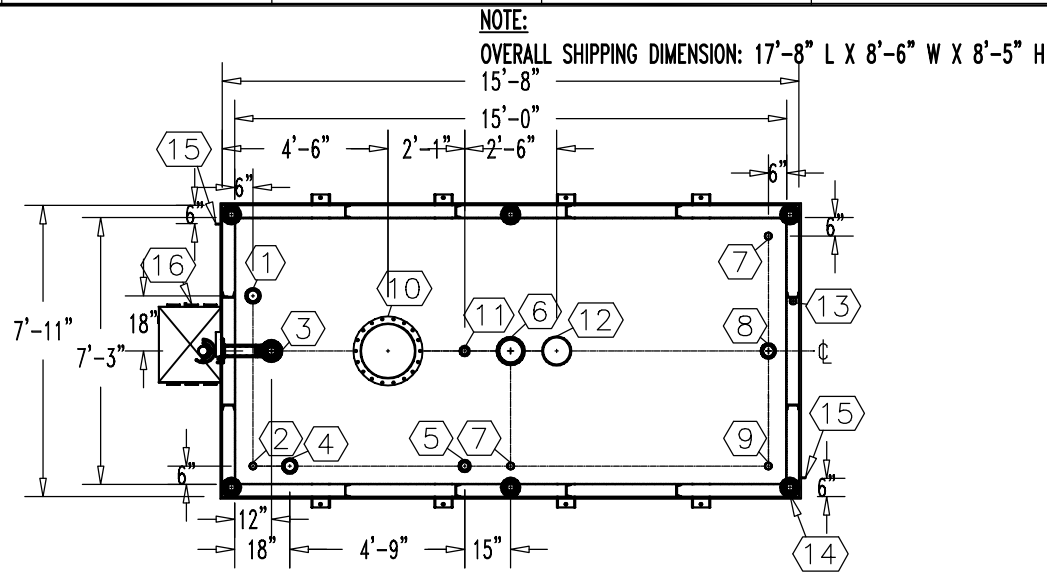 NOTE:
OVERALL SHIPPING DIMENSION: 17'-8" L X 8'-6" W X 8'-5" H
15'-8"
15'-0"
4'-6" 2'-1" 2'-6"
15
6" 6"
6" 6"
16 1 10 7
11 6 12 13
7'-11" 18" 3 8 ℄
7'-3"
15
2 4 5 7 9
6" 6"
12"
18" 4'-9" 15"
14